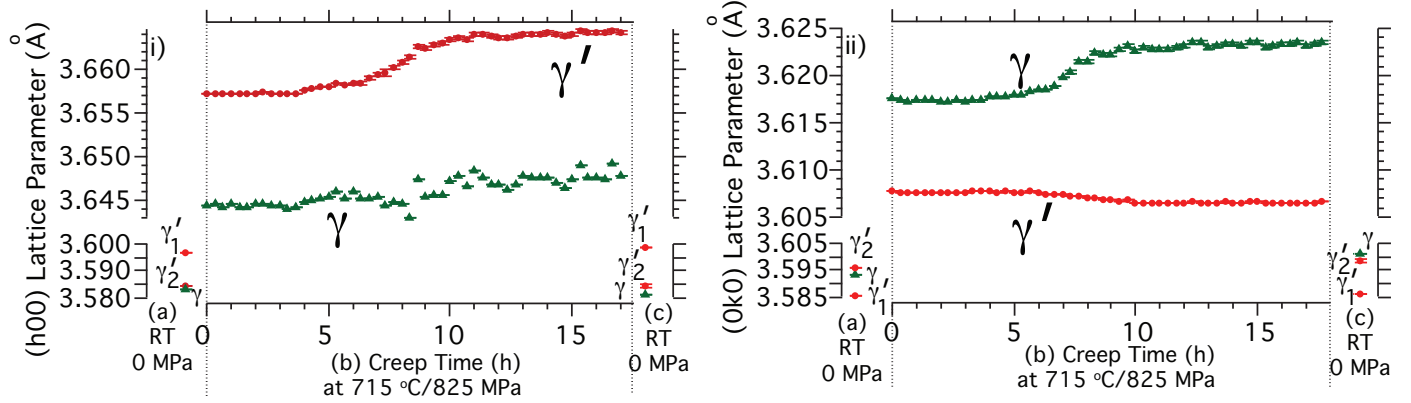 i)
(h00) Lattice Parameter (Å)
3.660
3.655
3.650
3.645
3.600
3.590
3.580
γ′
γ
γ′1
γ′2
γ
γ′1
γ′2
γ
(a)
RT
0 MPa
0 5 10 15
(b) Creep Time (h)
at 715 °C/825 MPa
(c)
RT
0 MPa
ii)
(0k0) Lattice Parameter (Å)
3.625
3.620
3.615
3.610
3.605
3.605
3.595
3.585
γ
γ′
γ′2
γ
γ′1
γ
γ′2
γ′1
(a)
RT
0 MPa
0 5 10 15
(b) Creep Time (h)
at 715 °C/825 MPa
(c)
RT
0 MPa